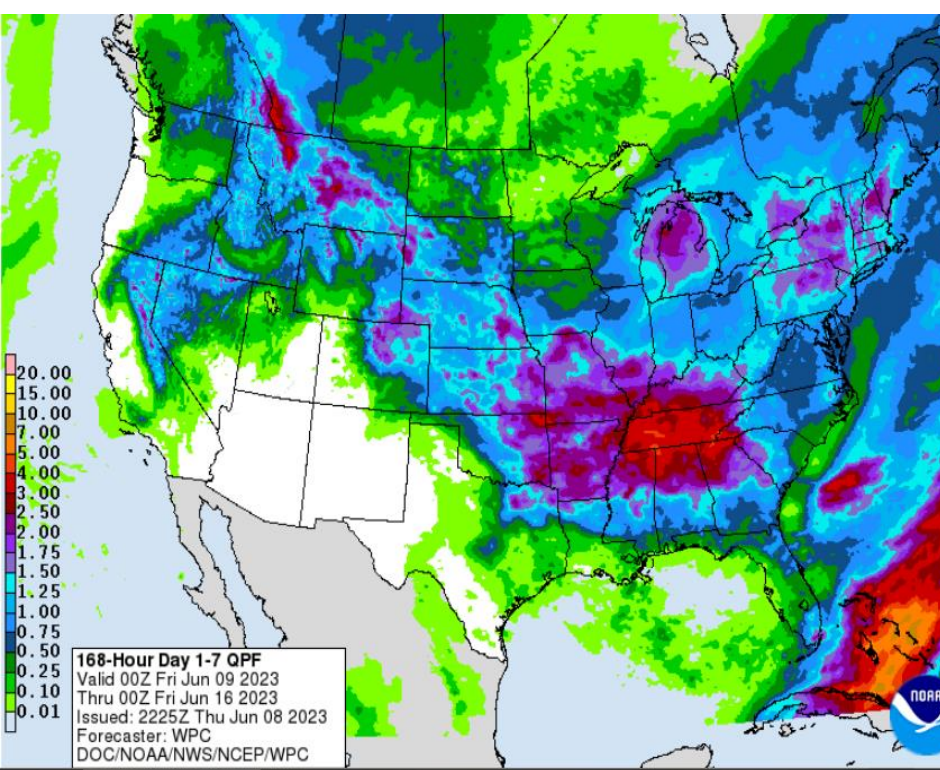 20.00
15.00
10.00
7.00
5.00
4.00
3.00
2.50
2.00
1.75
1.50
1.25
1.00
0.75
0.50
0.25
0.10
0.01
168-Hour Day 1-7 QPF
Valid 00Z Fri Jun 09 2023
Thru 00Z Fri Jun 16 2023
Issued: 2225Z Thu Jun 08 2023
Forecaster: WPC
DOC/NOAA/NWS/NCEP/WPC
NOAA